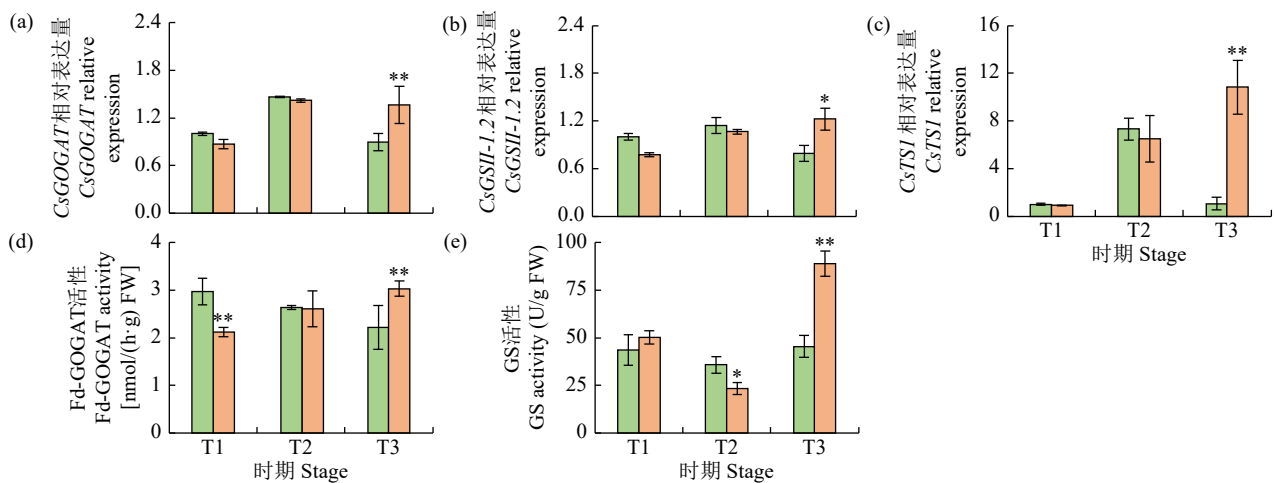 (a)
CsGOGAT相对表达量
CsGOGAT relative
expression
2.4
1.8
1.2
0.6
0.0
**
(b)
CsGSII-1.2相对表达量
CsGSII-1.2 relative
expression
2.4
1.8
1.2
0.6
0.0
*
(c)
CsTS1 相对表达量
CsTS1 relative
expression
16
12
8
4
0
**
T1 T2 T3
时期 Stage
(d)
Fd-GOGAT活性
Fd-GOGAT activity
[nmol/(h·g) FW]
4
3
2
1
0
**
**
T1 T2 T3
时期 Stage
(e)
GS活性
GS activity (U/g FW)
100
75
50
25
0
*
**
T1 T2 T3
时期 Stage